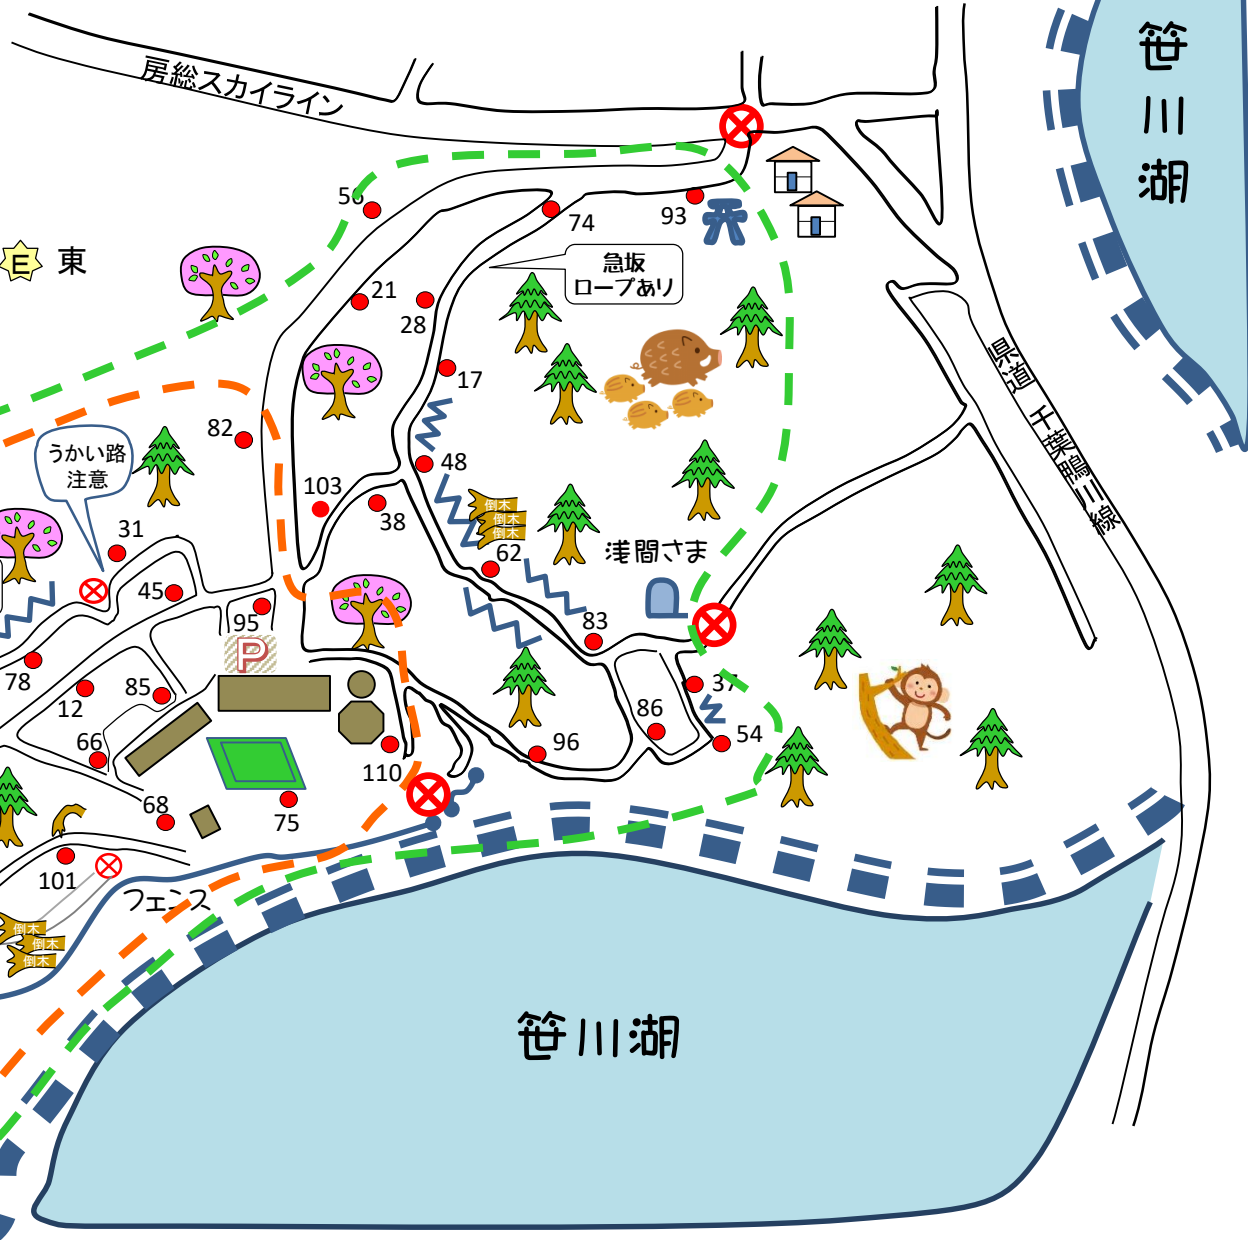 笹川湖
房総スカイライン
56
93
74
急坂
ロープあり
E
東
21
28
17
県道 千葉鴨川線
82
うかい路
注意
48
103
38
倒木
倒木
倒木
31
62
浅間さま
45
95
83
P
78
12
85
37
86
54
66
96
110
68
75
101
フェンス
倒木
倒木
倒木
笹川湖